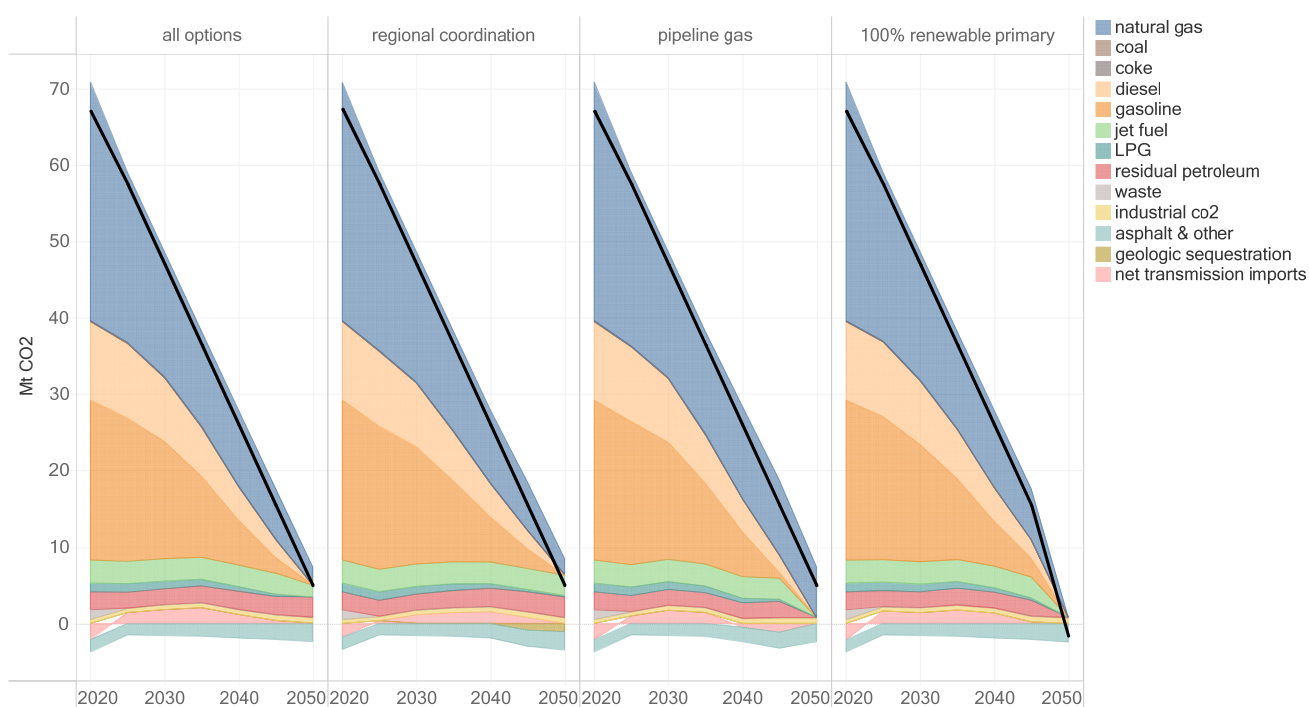 all options
regional coordination
pipeline gas
100% renewable primary
natural gas
coal
coke
diesel
gasoline
jet fuel
LPG
residual petroleum
waste
industrial co2
asphalt & other
geologic sequestration
net transmission imports
Mt CO2
70
60
50
40
30
20
10
0
2020 2030 2040 2050
2020 2030 2040 2050
2020 2030 2040 2050
2020 2030 2040 2050